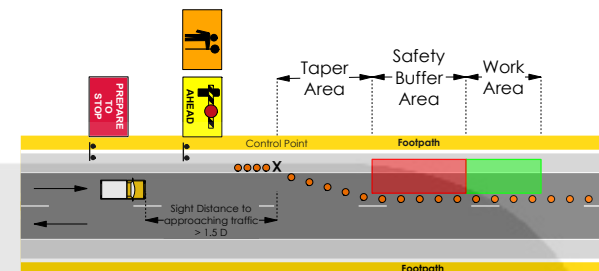 PREPARE
TO
STOP
AHEAD
Taper
Area
Safety
Buffer
Area
Work
Area
Control Point
X
Footpath
Sight Distance to
approaching traffic
> 1.5 D
Footpath